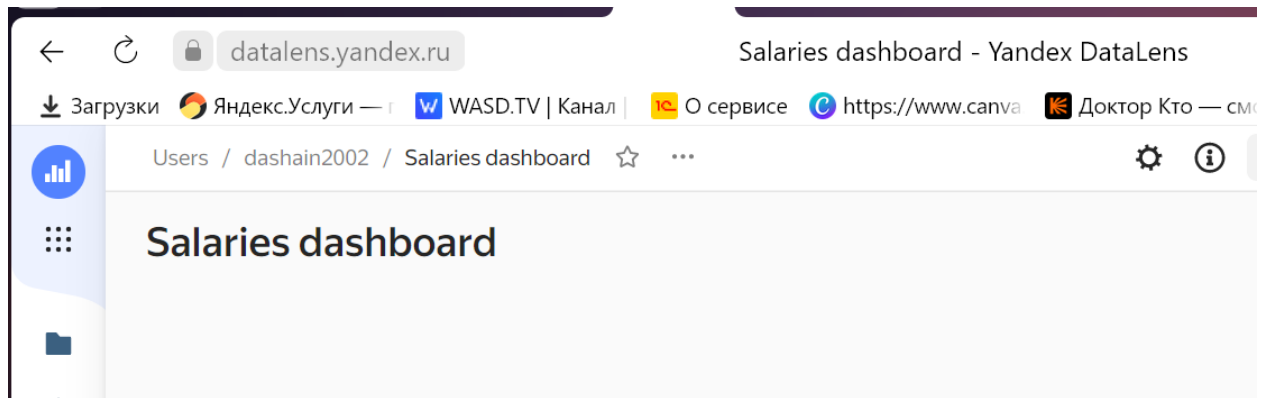 datalens.yandex.ru Salaries dashboard - Yandex DataLens
Загрузки Яндекс.Услуги — WASD.TV | Канал | 1С О сервисе https://www.canva Доктор Кто — смо
Users / dashain2002 / Salaries dashboard
Salaries dashboard